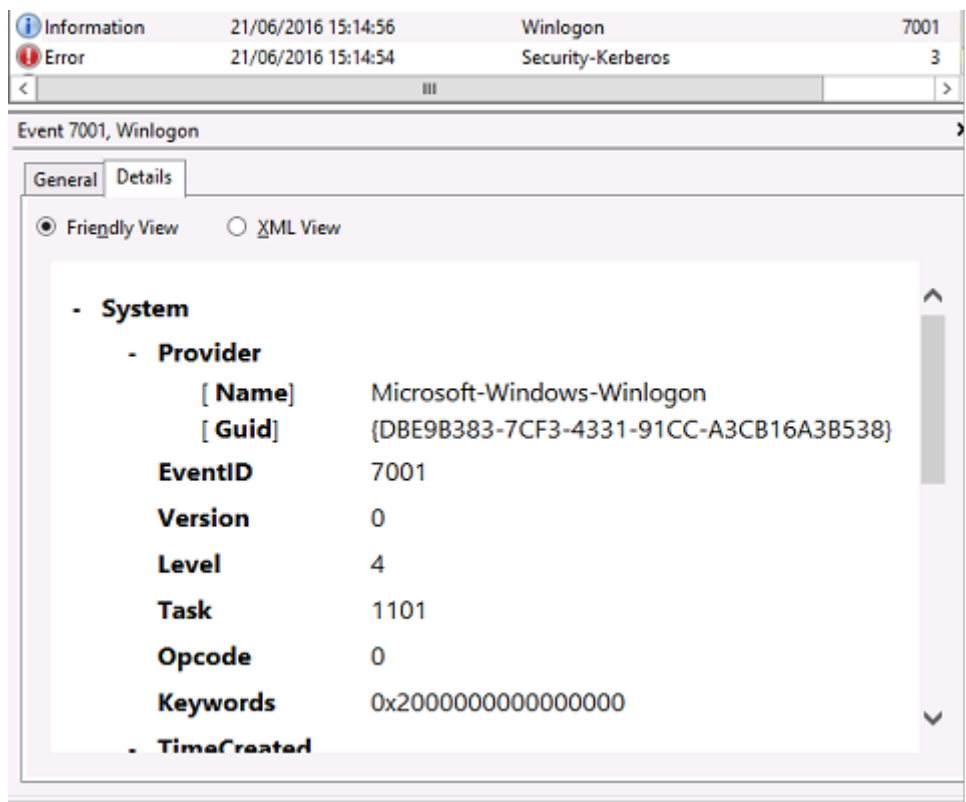 Information 21/06/2016 15:14:56 Winlogon 7001
Error 21/06/2016 15:14:54 Security-Kerberos 3
Event 7001, Winlogon
General Details
Friendly View XML View
- System
- Provider
[ Name] Microsoft-Windows-Winlogon
[ Guid] {DBE9B383-7CF3-4331-91CC-A3CB16A3B538}
EventID 7001
Version 0
Level 4
Task 1101
Opcode 0
Keywords 0x2000000000000000
- TimeCreated